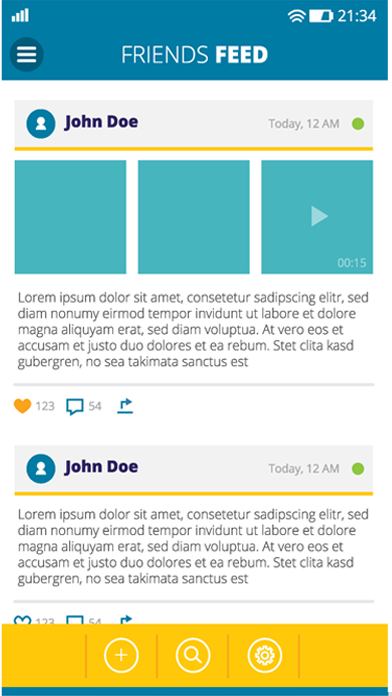 21:34
FRIENDS FEED
John Doe
Today, 12 AM
00:15
Lorem ipsum dolor sit amet, consetetur sadipscing elitr, sed
diam nonumy eirmod tempor invidunt ut labore et dolore
magna aliquyam erat, sed diam voluptua. At vero eos et
accusam et justo duo dolores et ea rebum. Stet clita kasd
gubergren, no sea takimata sanctus est
123 54
John Doe
Today, 12 AM
Lorem ipsum dolor sit amet, consetetur sadipscing elitr, sed
diam nonumy eirmod tempor invidunt ut labore et dolore
magna aliquyam erat, sed diam voluptua. At vero eos et
accusam et justo duo dolores et ea rebum. Stet clita kasd
gubergren, no sea takimata sanctus est
123 54